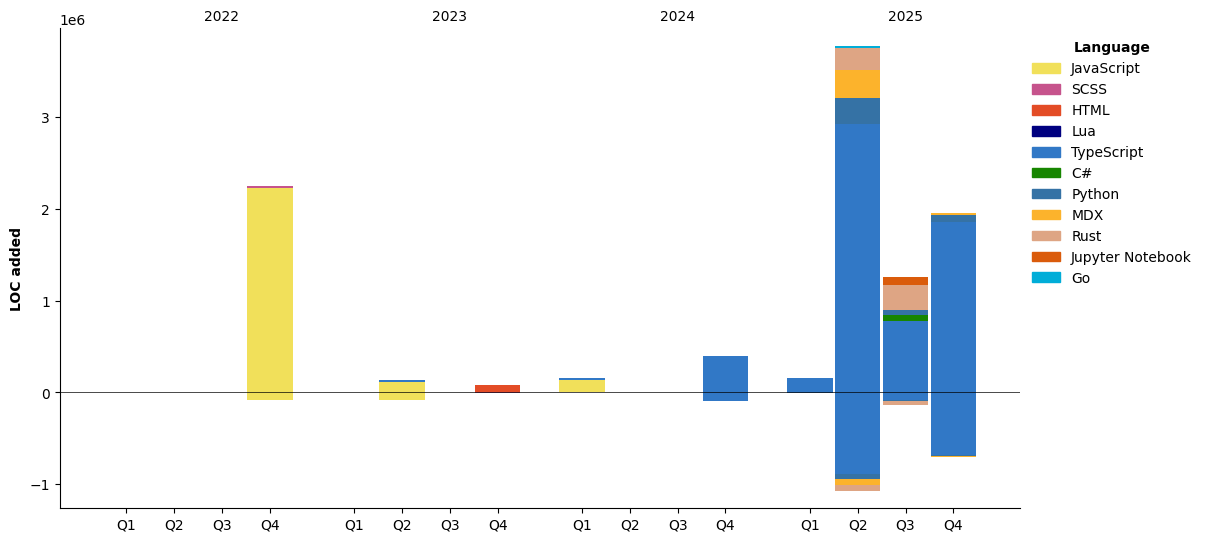 1e6
2022 2023 2024 2025
LOC added
3
2
1
0
−1
Q1 Q2 Q3 Q4 Q1 Q2 Q3 Q4 Q1 Q2 Q3 Q4 Q1 Q2 Q3 Q4
Language
JavaScript
SCSS
HTML
Lua
TypeScript
C#
Python
MDX
Rust
Jupyter Notebook
Go